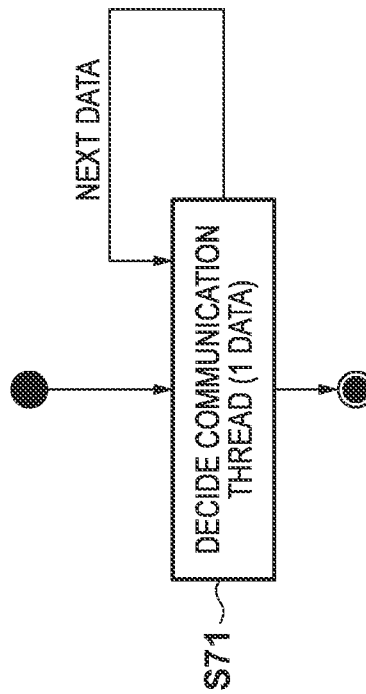 NEXT DATA
DECIDE COMMUNICATION
THREAD (1 DATA)
S71